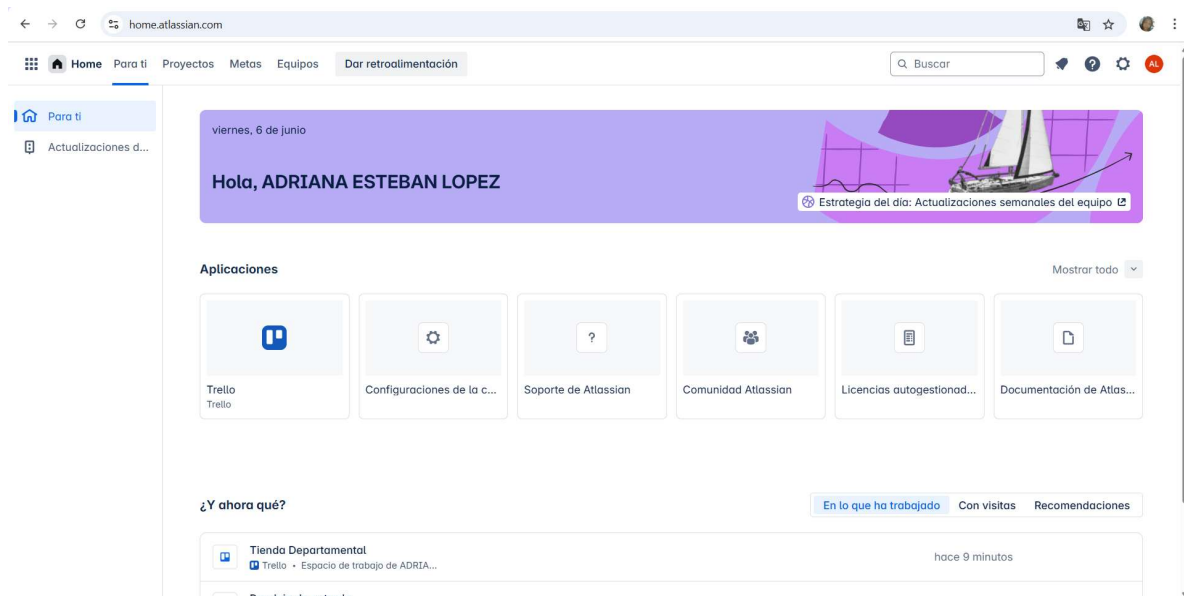 home.atlassian.com
Home Para ti Proyectos Metas Equipos Dar retroalimentación Buscar ? AL
Para ti
Actualizaciones d...
viernes, 6 de junio
Hola, ADRIANA ESTEBAN LOPEZ
Estrategia del día: Actualizaciones semanales del equipo
Aplicaciones Mostrar todo
?
Trello Configuraciones de la c... Soporte de Atlassian Comunidad Atlassian Licencias autogestionad... Documentación de Atlas...
Trello
¿Y ahora qué? En lo que ha trabajado Con visitas Recomendaciones
Tienda Departamental hace 9 minutos
Trello • Espacio de trabajo de ADRIA...